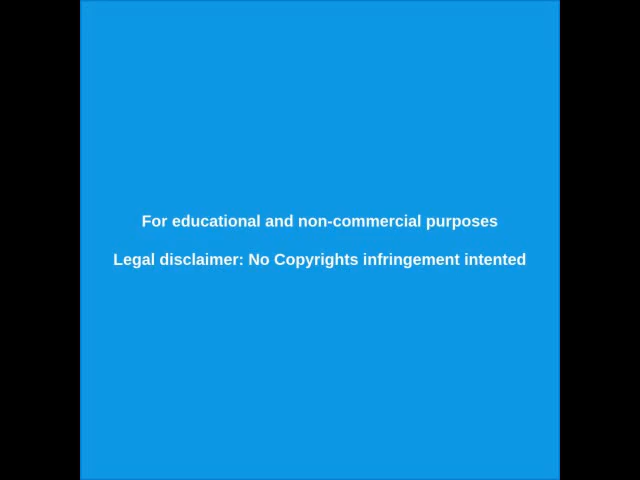 For educational and non-commercial purposes
Legal disclaimer: No Copyrights infringement intented